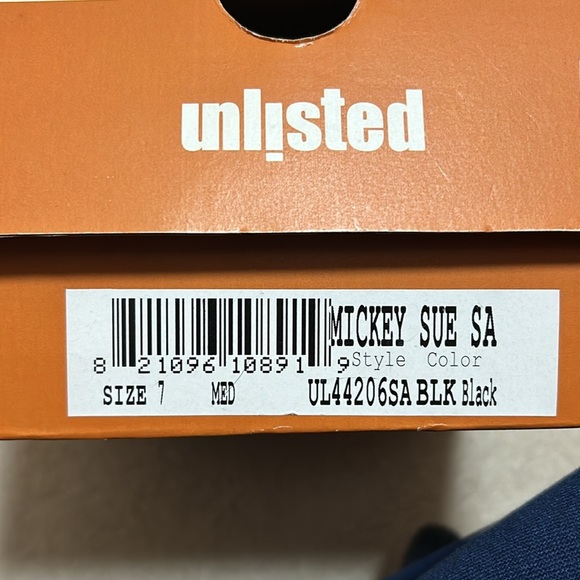 unlisted
MICKEY SUE SA
8 21096 10891 9
Style Color
SIZE 7 MED UL44206SA BLK Black